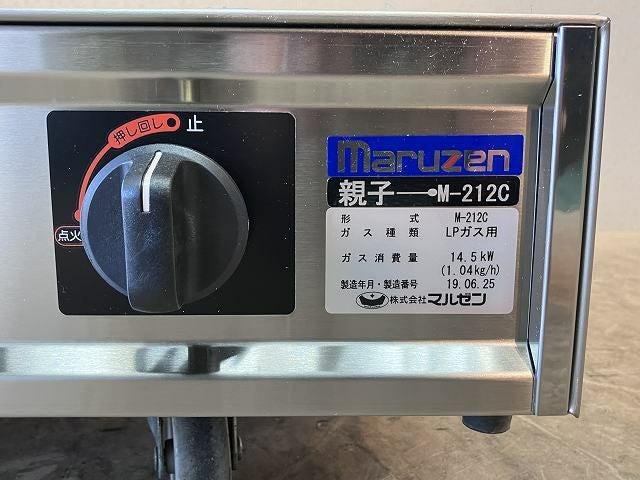 押し回し
止
点火
maruzen
親子 M-212C
形式 M-212C
ガス種類 LPガス用
ガス消費量 14.5kW
(1.04kg/h)
製造年月・製造番号 19.06.25
株式会社マルゼン